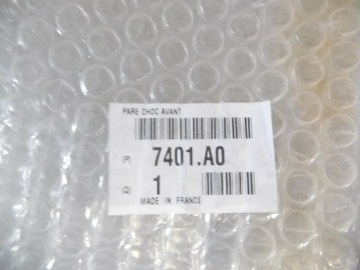 PARE CHOC AVANT
(P) 7401.A0
(Q) 1
MADE IN FRANCE